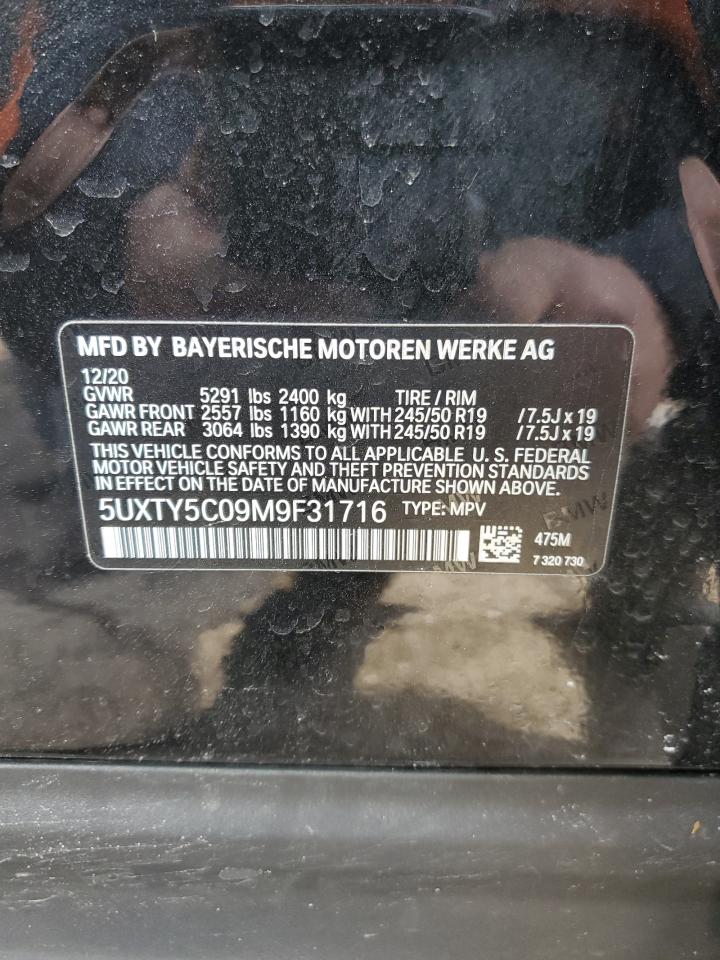 MFD BY BAYERISCHE MOTOREN WERKE AG
12/20
GVWR 5291 lbs 2400 kg TIRE / RIM
GAWR FRONT 2557 lbs 1160 kg WITH 245/50 R19 /7.5J x 19
GAWR REAR 3064 lbs 1390 kg WITH 245/50 R19 /7.5J x 19
THIS VEHICLE CONFORMS TO ALL APPLICABLE U. S. FEDERAL
MOTOR VEHICLE SAFETY AND THEFT PREVENTION STANDARDS
IN EFFECT ON THE DATE OF MANUFACTURE SHOWN ABOVE.
5UXTY5C09M9F31716 TYPE: MPV
475M
7 320 730
BMW